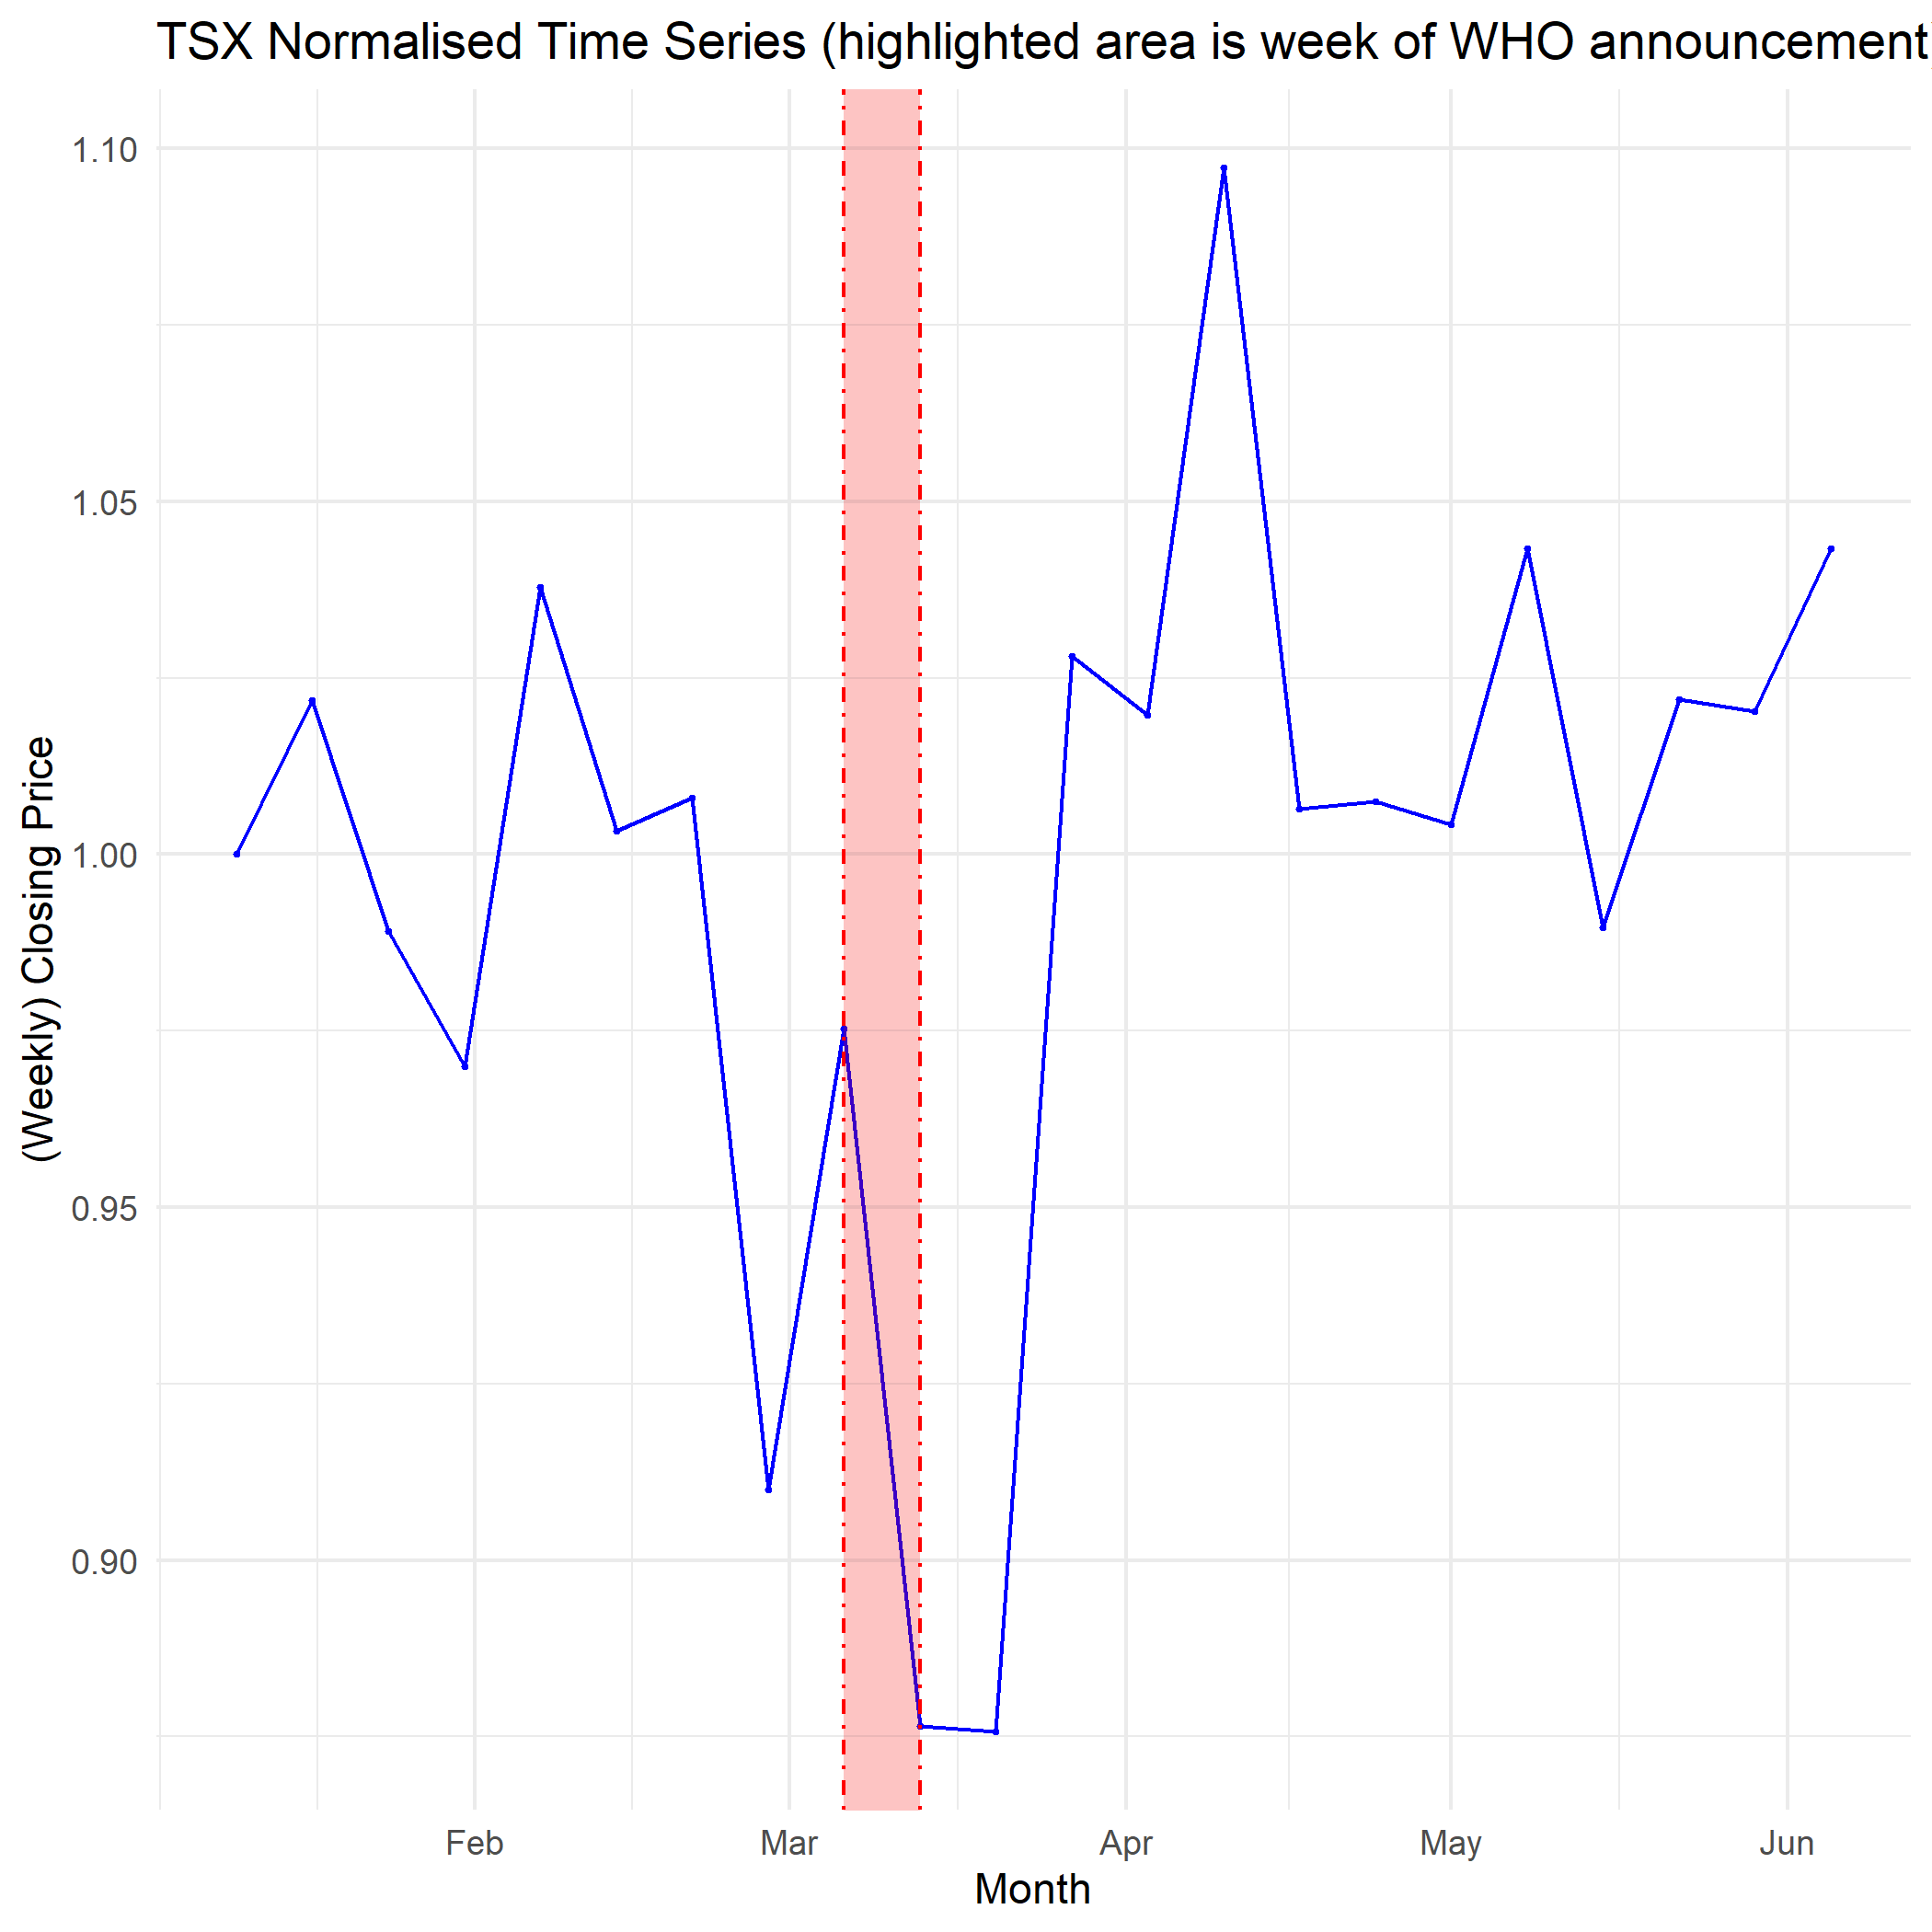 TSX Normalised Time Series (highlighted area is week of WHO announcement)
(Weekly) Closing Price
1.10
1.05
1.00
0.95
0.90
Feb
Mar
Apr
May
Jun
Month